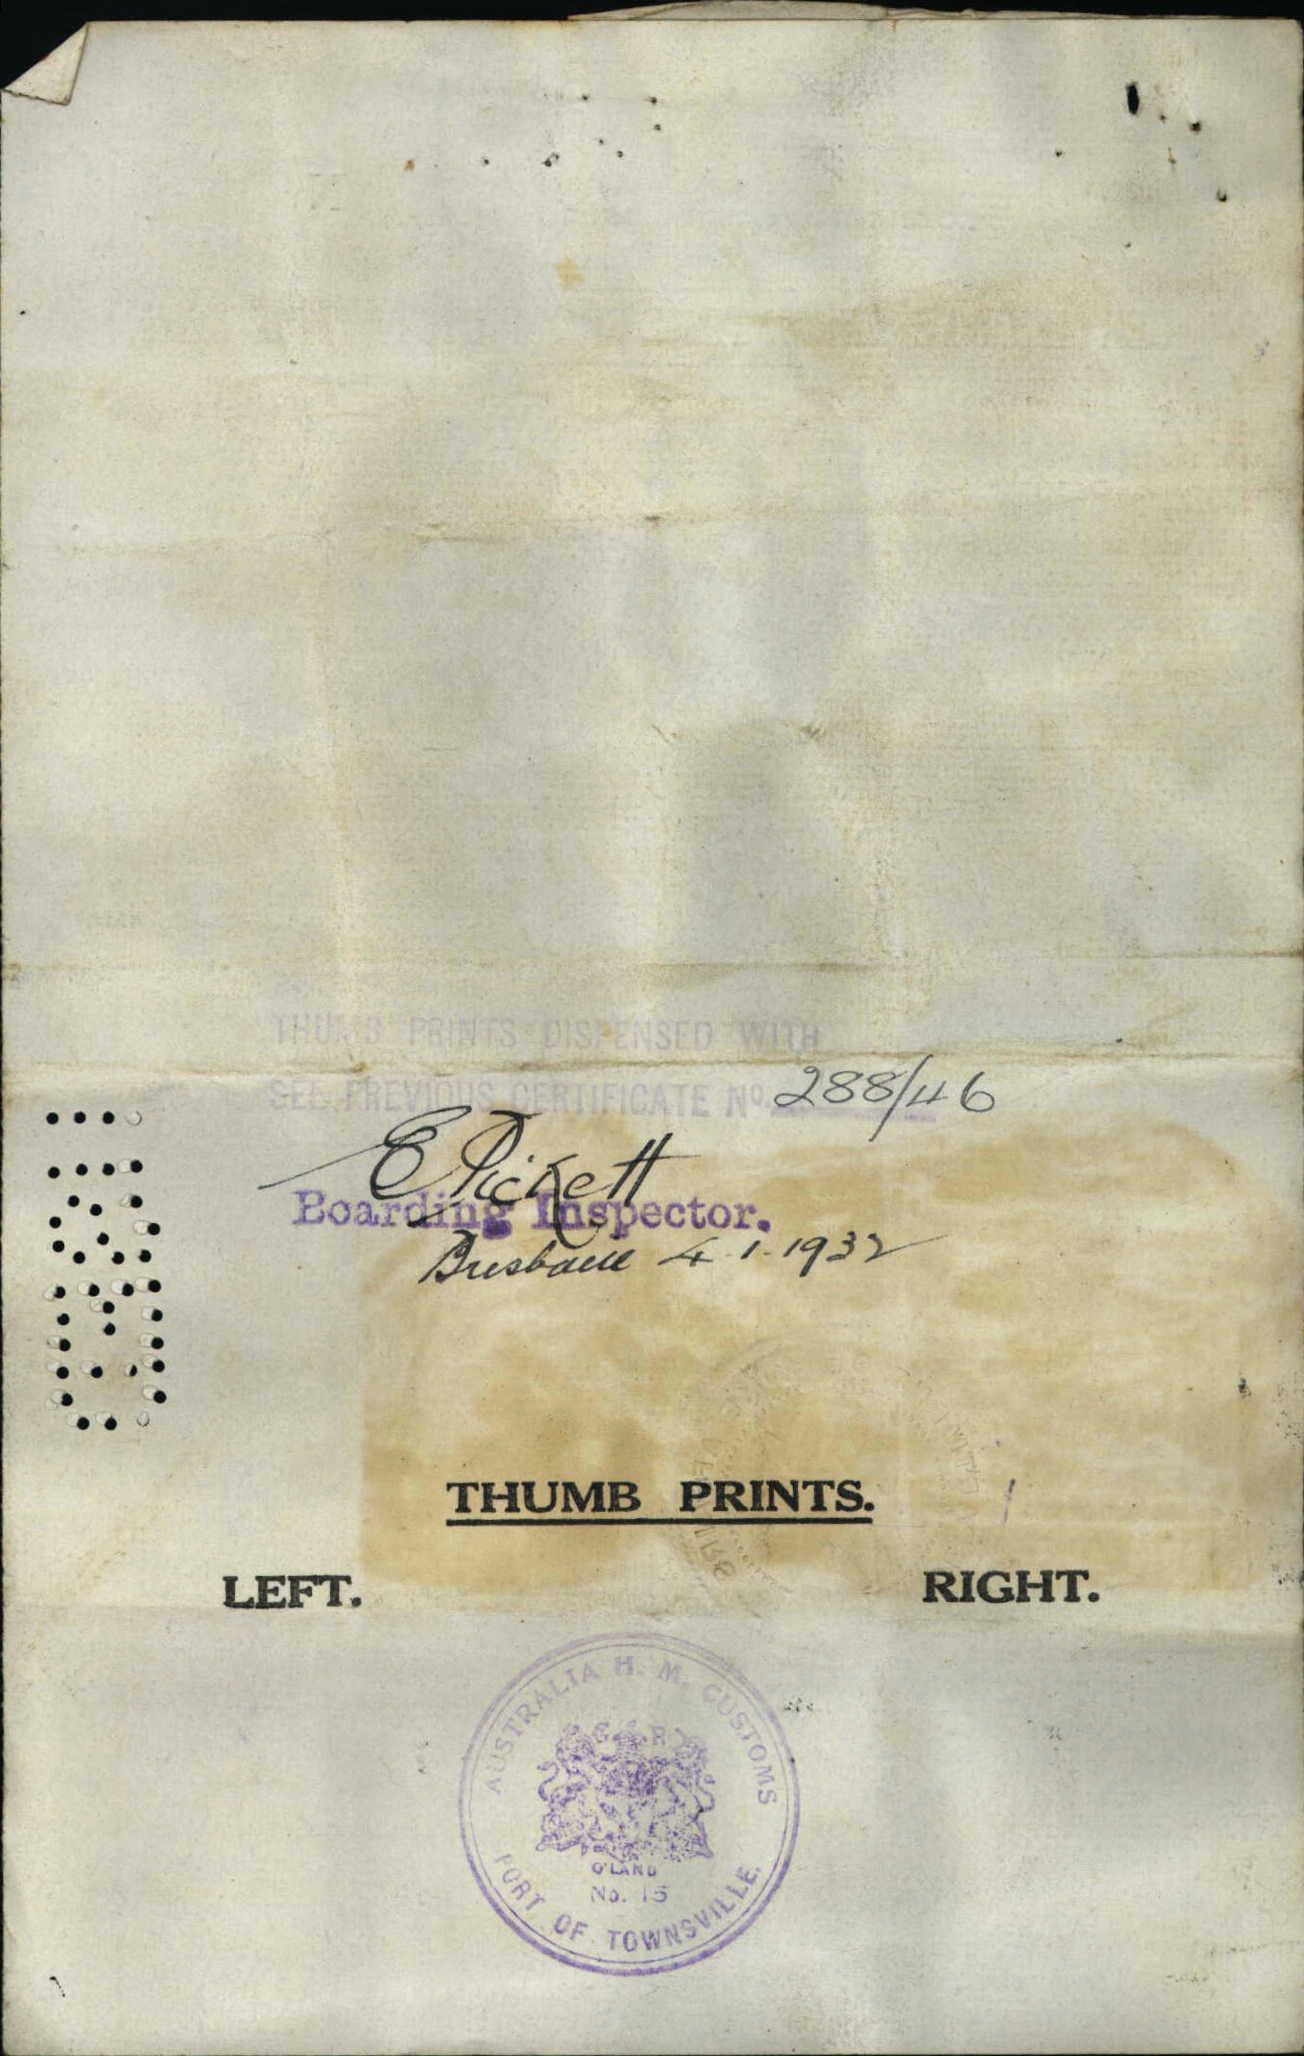 THUMB PRINTS DISPENSED WITH
SEE PREVIOUS CERTIFICATE No. 288/46
E Pickett
Boarding Inspector.
Brisbane 4.1.1932
THUMB PRINTS.
LEFT.
RIGHT.
AUSTRALIA H. M. CUSTOMS
G R
Q'LAND
No. 15
PORT OF TOWNSVILLE.